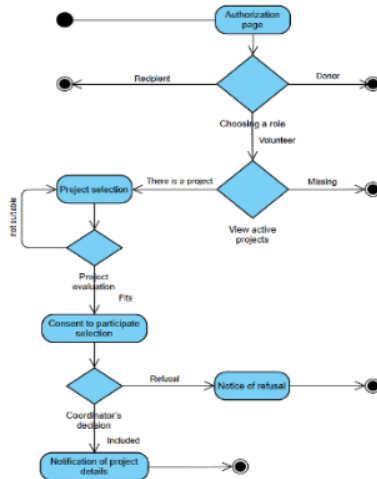 Authorization
page
Recipient
Donor
Choosing a role
Volunteer
There is a project
Missing
Project selection
not suitable
View active
projects
Project
evaluation
Fits
Consent to participate
selection
Refusal
Notice of refusal
Coordinator's
decision
Included
Notification of project
details